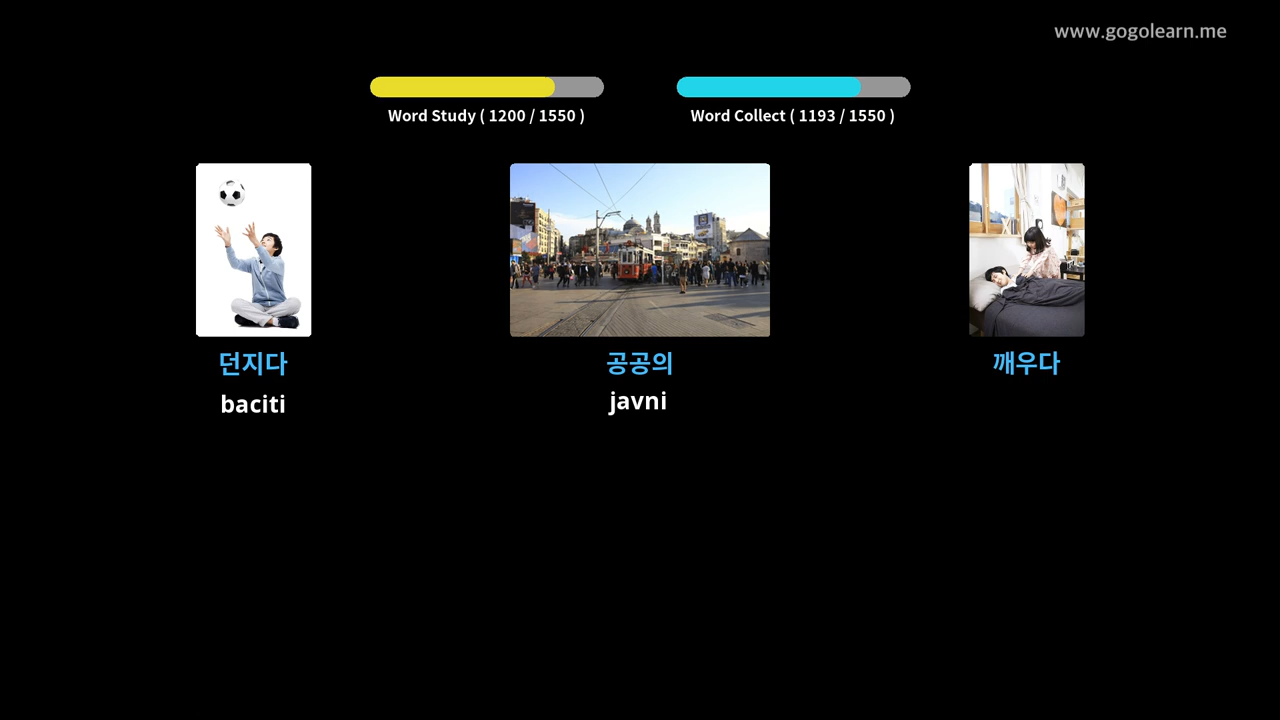 www.gogolearn.me
Word Study ( 1200 / 1550 )
Word Collect ( 1193 / 1550 )
던지다
공공의
깨우다
baciti
javni